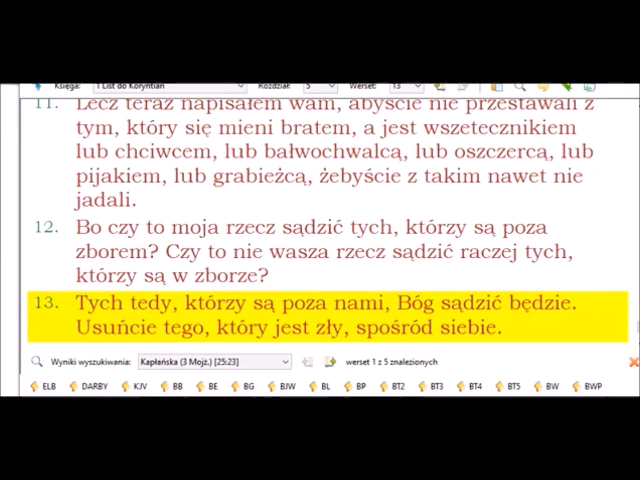 Księga: 1 List do Koryntian Rozdział: 5 Werset: 13
11. Lecz teraz napisałem wam, abyście nie przestawali z
tym, który się mieni bratem, a jest wszetecznikiem
lub chciwcem, lub bałwochwalcą, lub oszczercą, lub
pijakiem, lub grabieżcą, żebyście z takim nawet nie
jadali.
12. Bo czy to moja rzecz sądzić tych, którzy są poza
zborem? Czy to nie wasza rzecz sądzić raczej tych,
którzy są w zborze?
13. Tych tedy, którzy są poza nami, Bóg sądzić będzie.
Usuńcie tego, który jest zły, spośród siebie.
Wyniki wyszukiwania: Kapłańska (3 Mojż.) [25:23] werset 1 z 5 znalezionych
ELB DARBY KJV BB BE BG BJW BL BP BT2 BT3 BT4 BT5 BW BWP